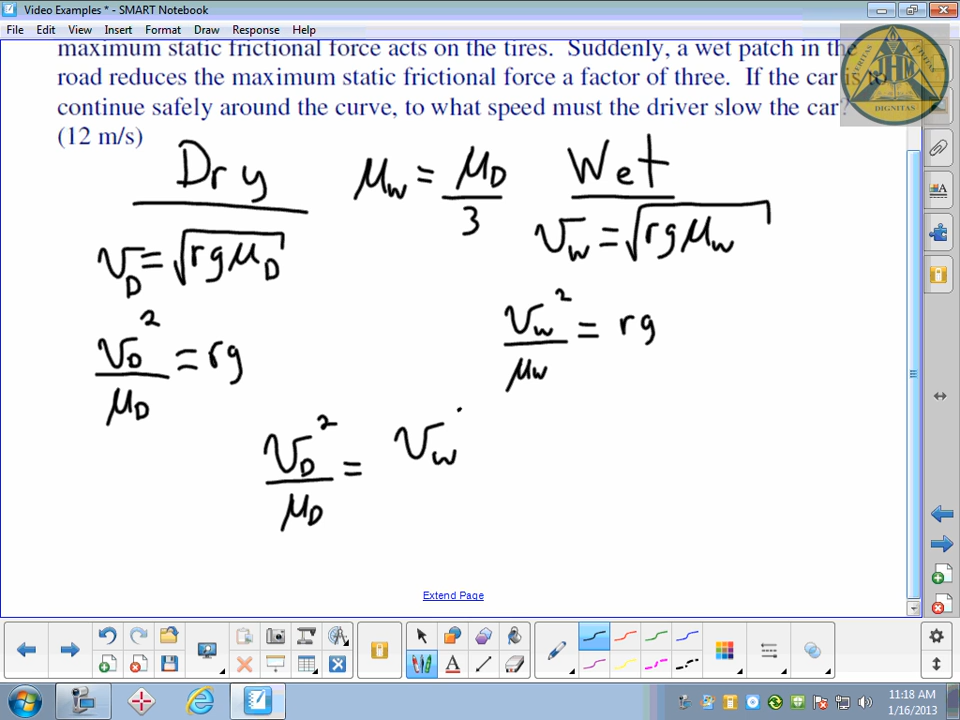 Video Examples * - SMART Notebook
File Edit View Insert Format Draw Response Help
maximum static frictional force acts on the tires. Suddenly, a wet patch in the
road reduces the maximum static frictional force a factor of three. If the car is to
continue safely around the curve, to what speed must the driver slow the car?
(12 m/s)
Dry
μW = μD/3
Wet
vD = √rgμD
vW = √rgμW
vD²/μD = rg
vW²/μW = rg
vD²/μD = vW
Extend Page
11:18 AM
1/16/2013
VERITAS
UNITAS
JHM
DIGNITAS